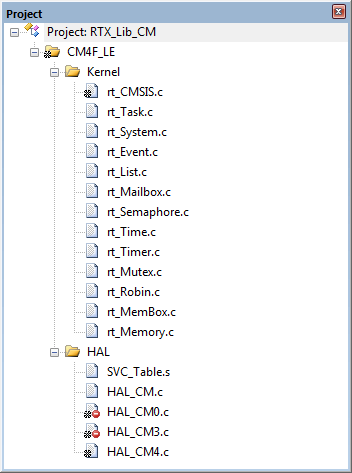 Project
Project: RTX_Lib_CM
CM4F_LE
Kernel
rt_CMSIS.c
rt_Task.c
rt_System.c
rt_Event.c
rt_List.c
rt_Mailbox.c
rt_Semaphore.c
rt_Time.c
rt_Timer.c
rt_Mutex.c
rt_Robin.c
rt_MemBox.c
rt_Memory.c
HAL
SVC_Table.s
HAL_CM.c
HAL_CM0.c
HAL_CM3.c
HAL_CM4.c